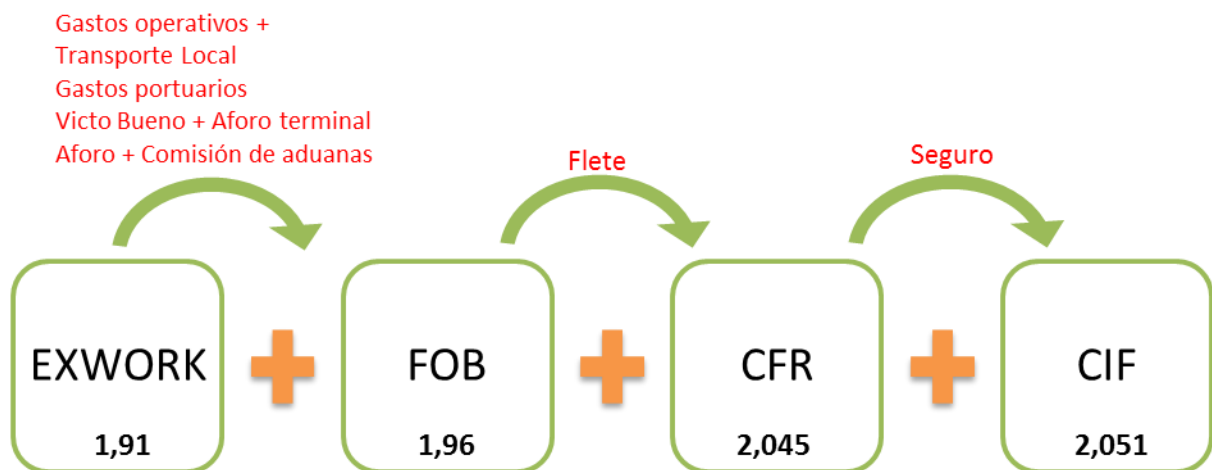 Gastos operativos +
Transporte Local
Gastos portuarios
Victo Bueno + Aforo terminal
Aforo + Comisión de aduanas
Flete
Seguro
EXWORK
FOB
CFR
CIF
1,91
1,96
2,045
2,051